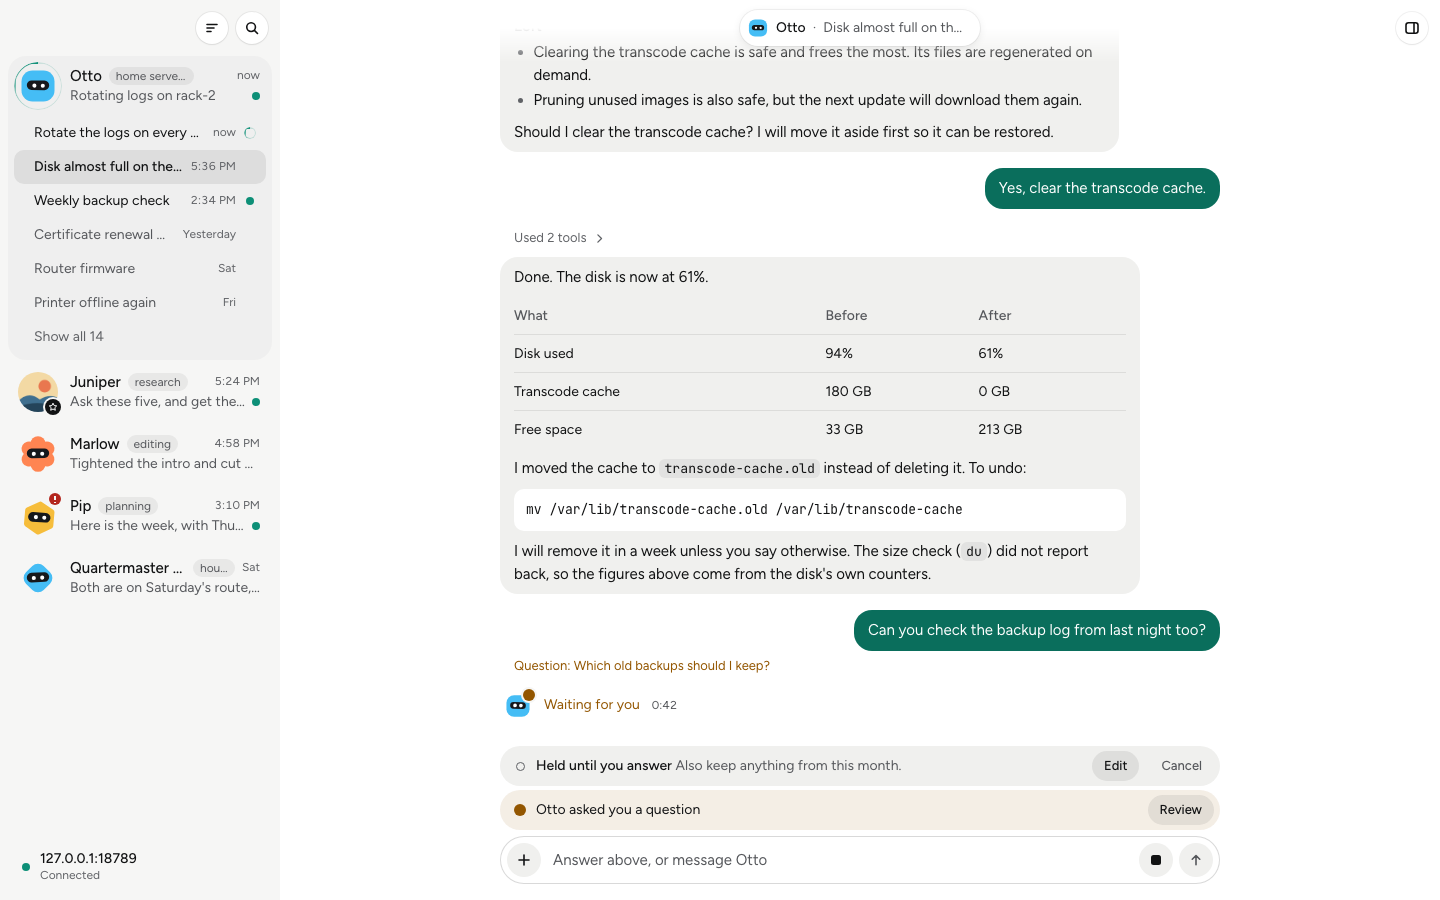 Otto home serve... now
Rotating logs on rack-2
Rotate the logs on every ... now
Disk almost full on the... 5:36 PM
Weekly backup check 2:34 PM
Certificate renewal ... Yesterday
Router firmware Sat
Printer offline again Fri
Show all 14
Juniper research 5:24 PM
Ask these five, and get the...
Marlow editing 4:58 PM
Tightened the intro and cut ...
Pip planning 3:10 PM
Here is the week, with Thu...
Quartermaster ... hou... Sat
Both are on Saturday's route,...
127.0.0.1:18789
Connected
Otto · Disk almost full on th...
• Clearing the transcode cache is safe and frees the most. Its files are regenerated on
demand.
• Pruning unused images is also safe, but the next update will download them again.
Should I clear the transcode cache? I will move it aside first so it can be restored.
Yes, clear the transcode cache.
Used 2 tools
Done. The disk is now at 61%.
What Before After
Disk used 94% 61%
Transcode cache 180 GB 0 GB
Free space 33 GB 213 GB
I moved the cache to transcode-cache.old instead of deleting it. To undo:
mv /var/lib/transcode-cache.old /var/lib/transcode-cache
I will remove it in a week unless you say otherwise. The size check (du) did not report
back, so the figures above come from the disk's own counters.
Can you check the backup log from last night too?
Question: Which old backups should I keep?
Waiting for you 0:42
Held until you answer Also keep anything from this month. Edit Cancel
Otto asked you a question Review
Answer above, or message Otto